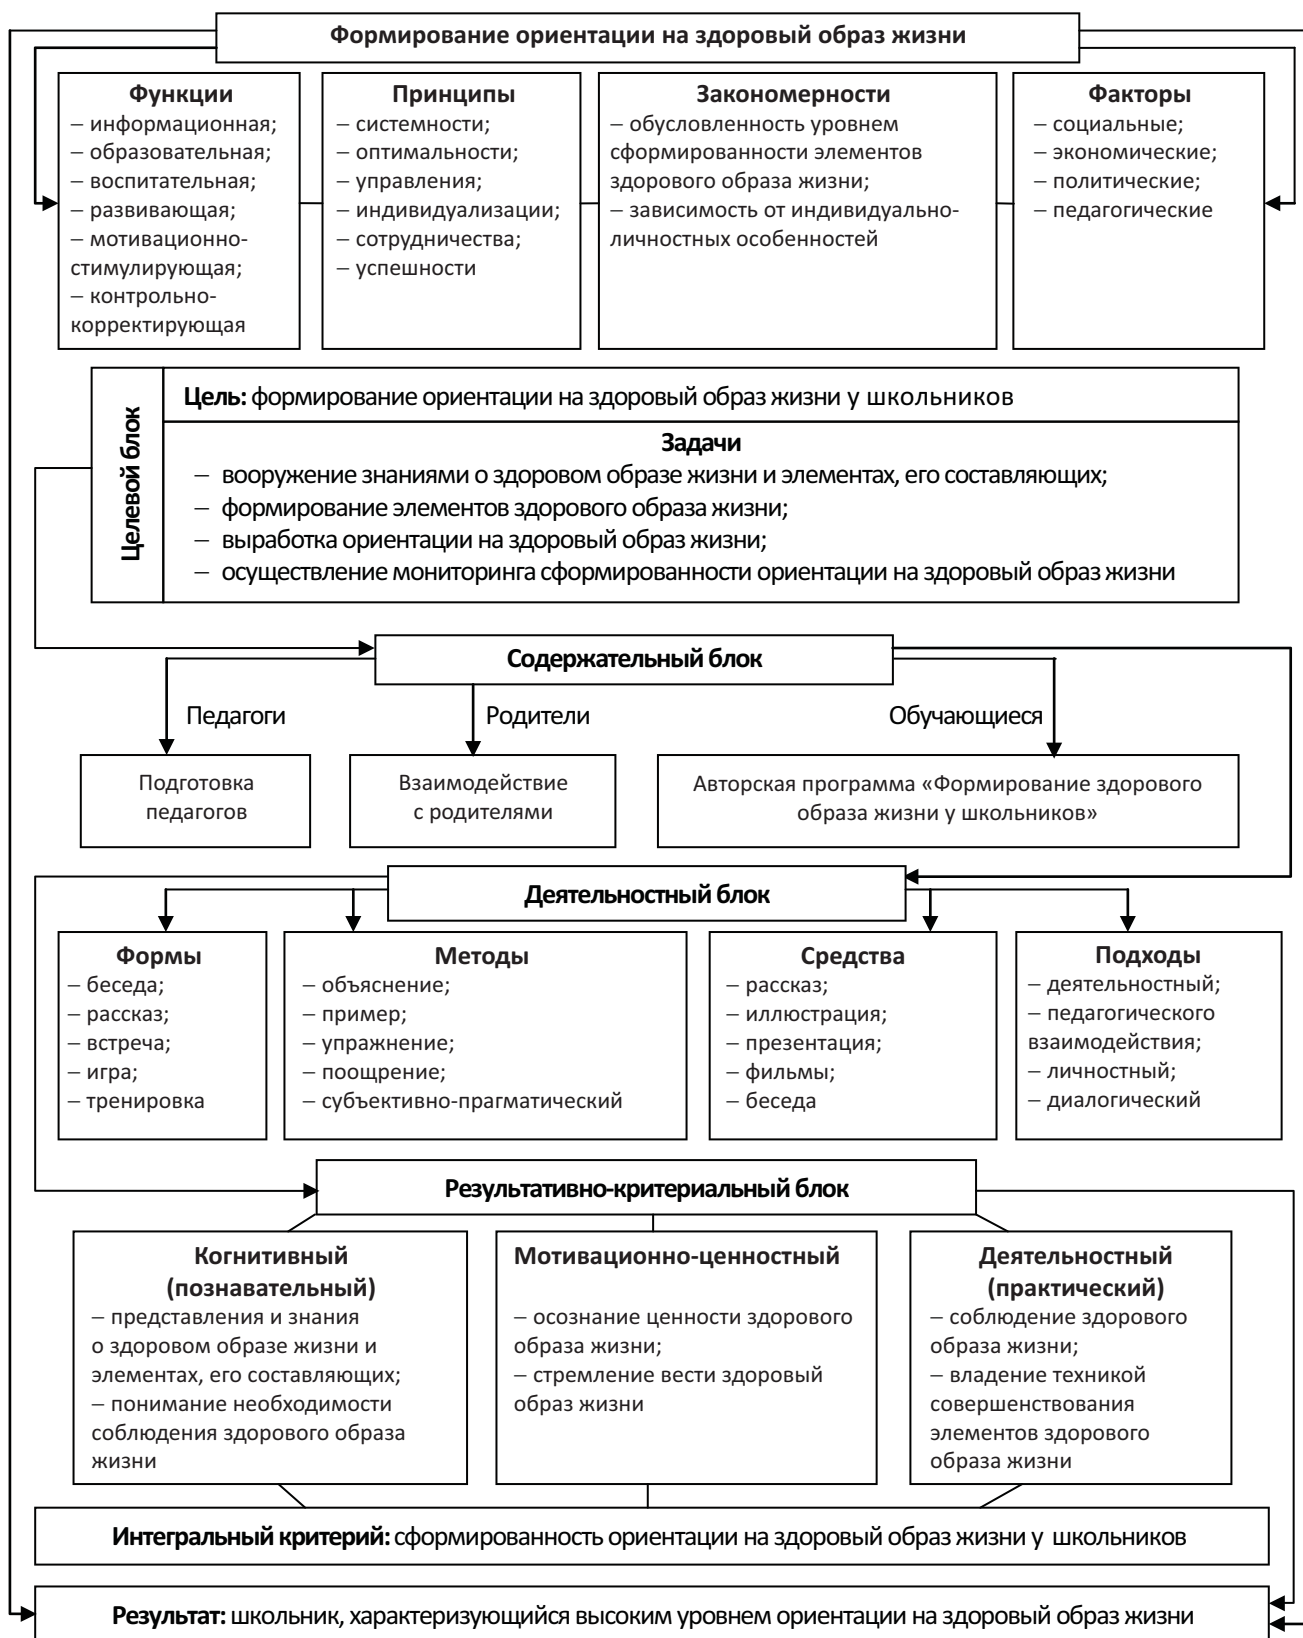 Формирование ориентации на здоровый образ жизни
Функции
– информационная;
– образовательная;
– воспитательная;
– развивающая;
– мотивационно-
стимулирующая;
– контрольно-
корректирующая
Принципы
– системности;
– оптимальности;
– управления;
– индивидуализации;
– сотрудничества;
– успешности
Закономерности
– обусловленность уровнем
сформированности элементов
здорового образа жизни;
– зависимость от индивидуально-
личностных особенностей
Факторы
– социальные;
– экономические;
– политические;
– педагогические
Целевой блок
Цель: формирование ориентации на здоровый образ жизни у школьников
Задачи
– вооружение знаниями о здоровом образе жизни и элементах, его составляющих;
– формирование элементов здорового образа жизни;
– выработка ориентации на здоровый образ жизни;
– осуществление мониторинга сформированности ориентации на здоровый образ жизни
Содержательный блок
Педагоги
Родители
Обучающиеся
Подготовка
педагогов
Взаимодействие
с родителями
Авторская программа «Формирование здорового
образа жизни у школьников»
Деятельностный блок
Формы
– беседа;
– рассказ;
– встреча;
– игра;
– тренировка
Методы
– объяснение;
– пример;
– упражнение;
– поощрение;
– субъективно-прагматический
Средства
– рассказ;
– иллюстрация;
– презентация;
– фильмы;
– беседа
Подходы
– деятельностный;
– педагогического
взаимодействия;
– личностный;
– диалогический
Результативно-критериальный блок
Когнитивный
(познавательный)
– представления и знания
о здоровом образе жизни и
элементах, его составляющих;
– понимание необходимости
соблюдения здорового образа
жизни
Мотивационно-ценностный
– осознание ценности здорового
образа жизни;
– стремление вести здоровый
образ жизни
Деятельностный
(практический)
– соблюдение здорового
образа жизни;
– владение техникой
совершенствования
элементов здорового
образа жизни
Интегральный критерий: сформированность ориентации на здоровый образ жизни у школьников
Результат: школьник, характеризующийся высоким уровнем ориентации на здоровый образ жизни